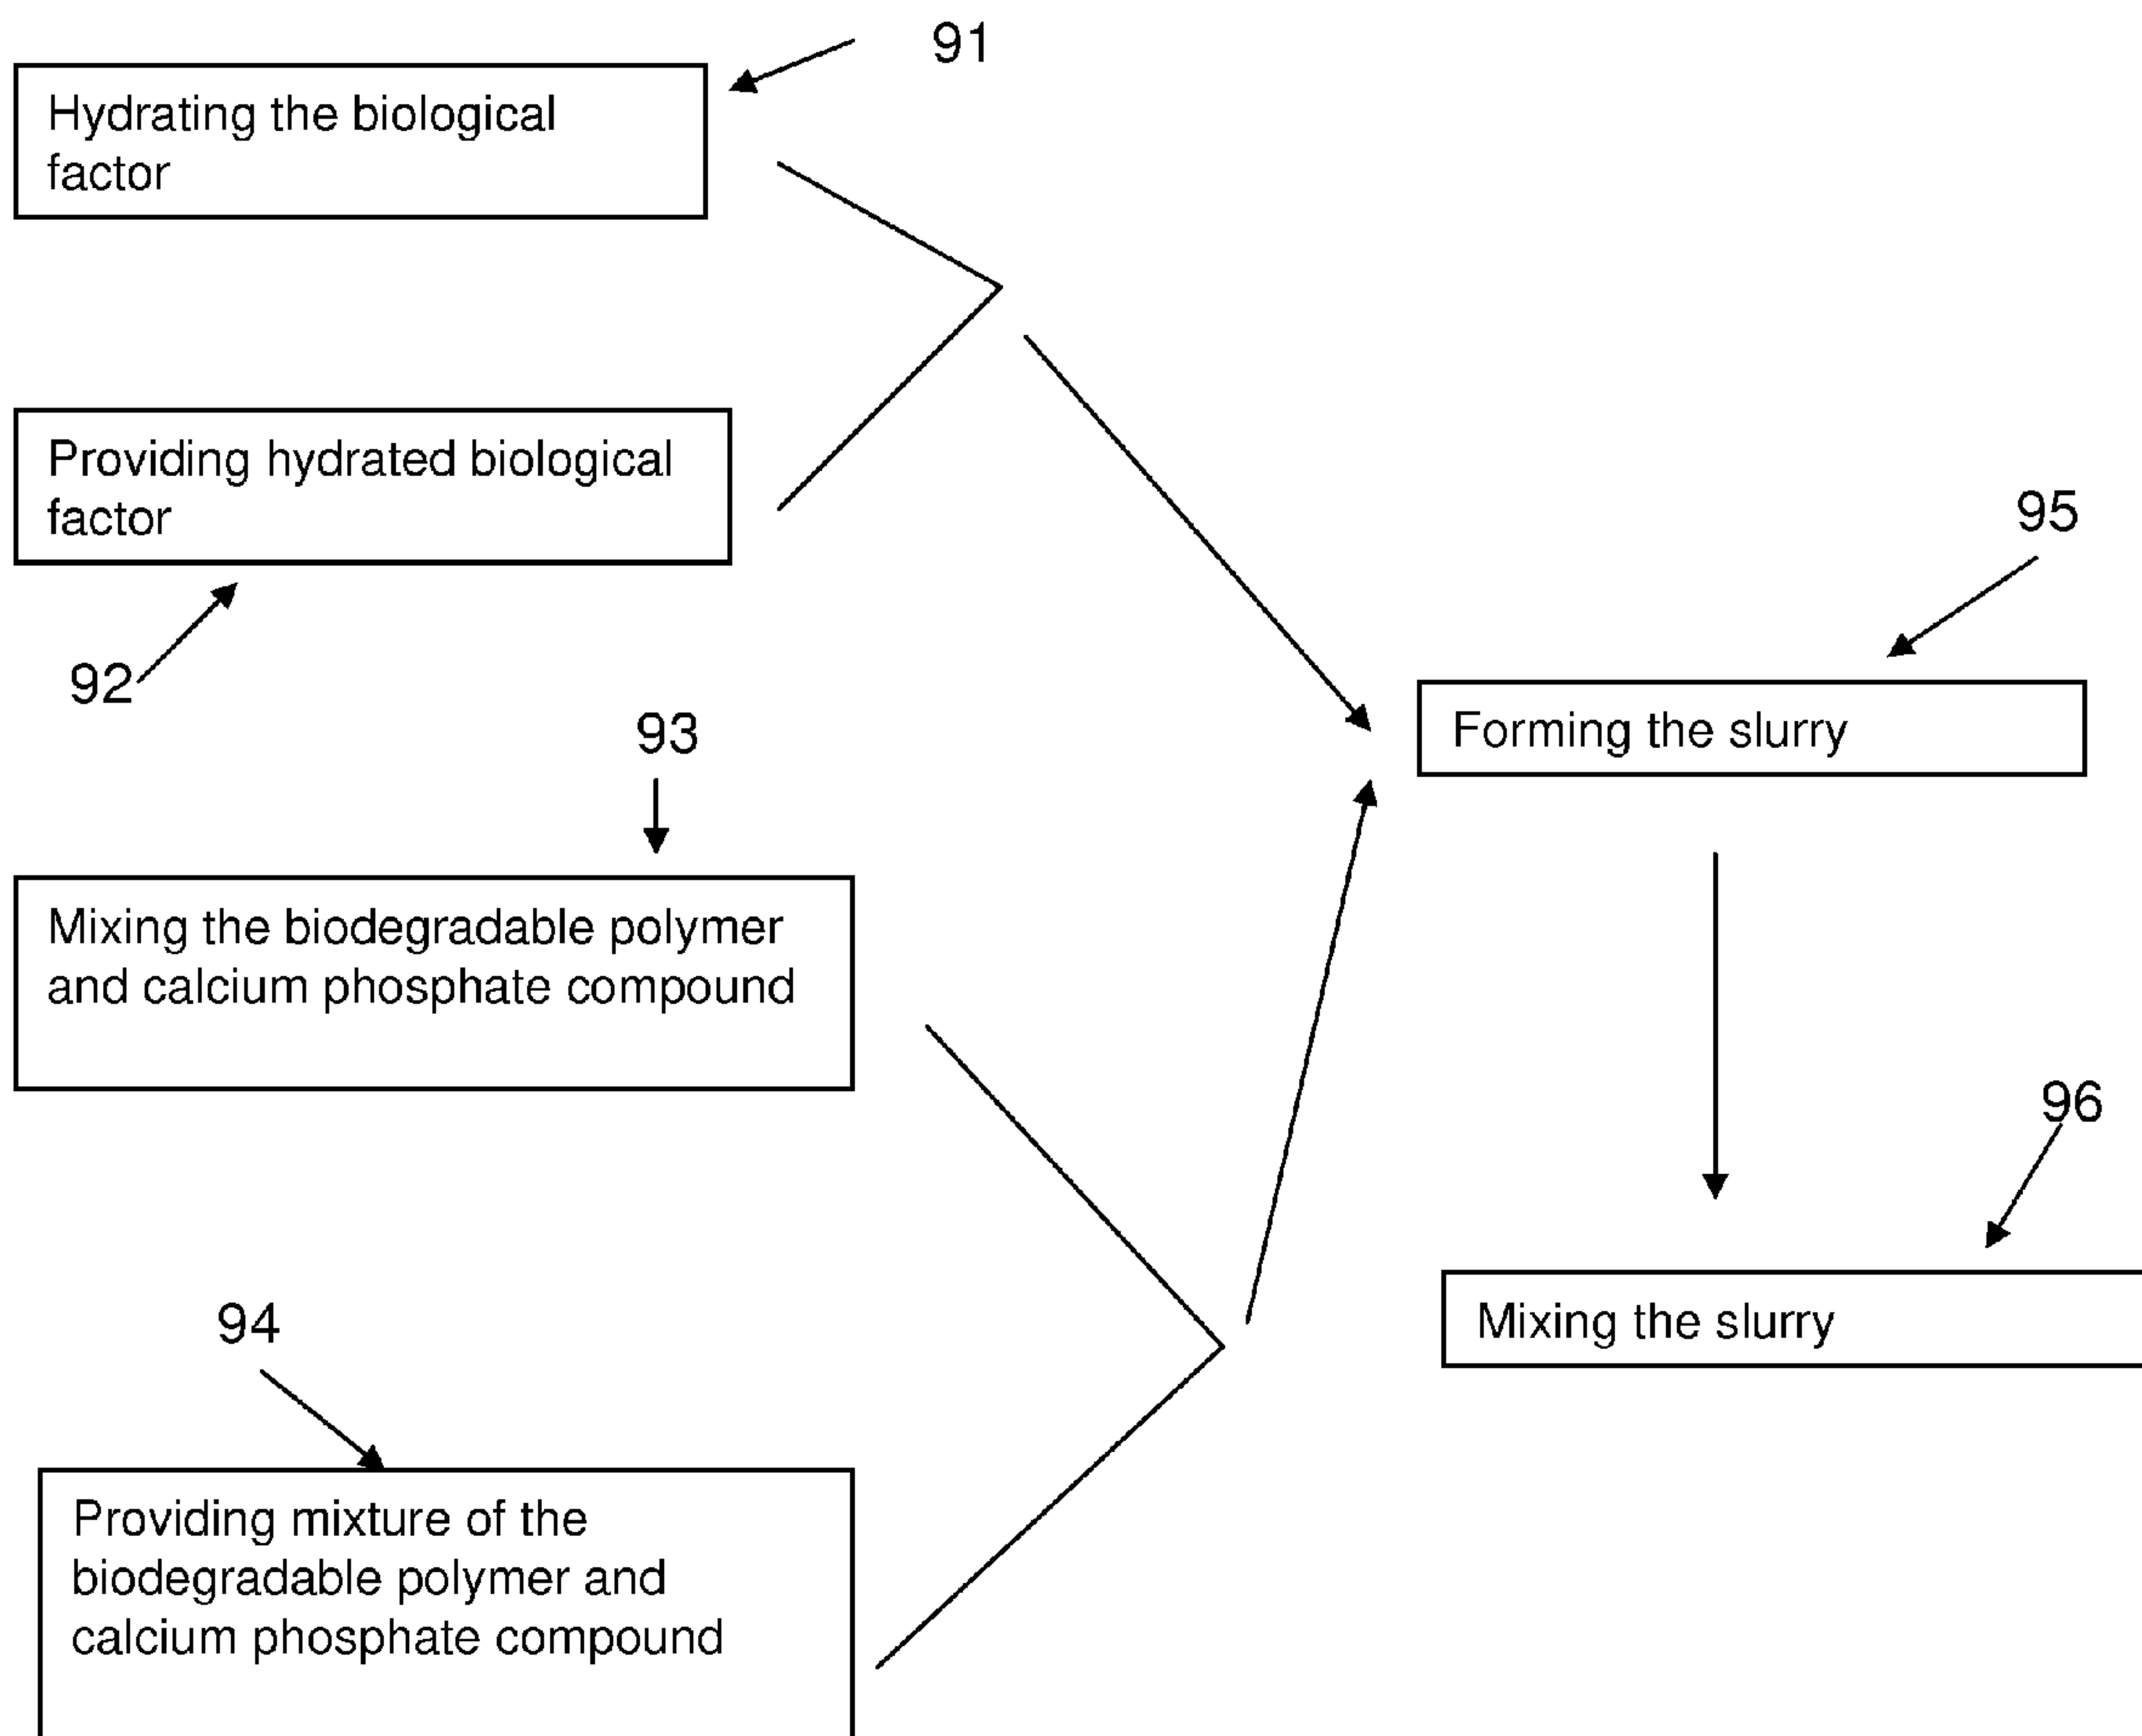 91
Hydrating the biological
factor
Providing hydrated biological
factor
92
93
Mixing the biodegradable polymer
and calcium phosphate compound
94
Providing mixture of the
biodegradable polymer and
calcium phosphate compound
95
Forming the slurry
96
Mixing the slurry